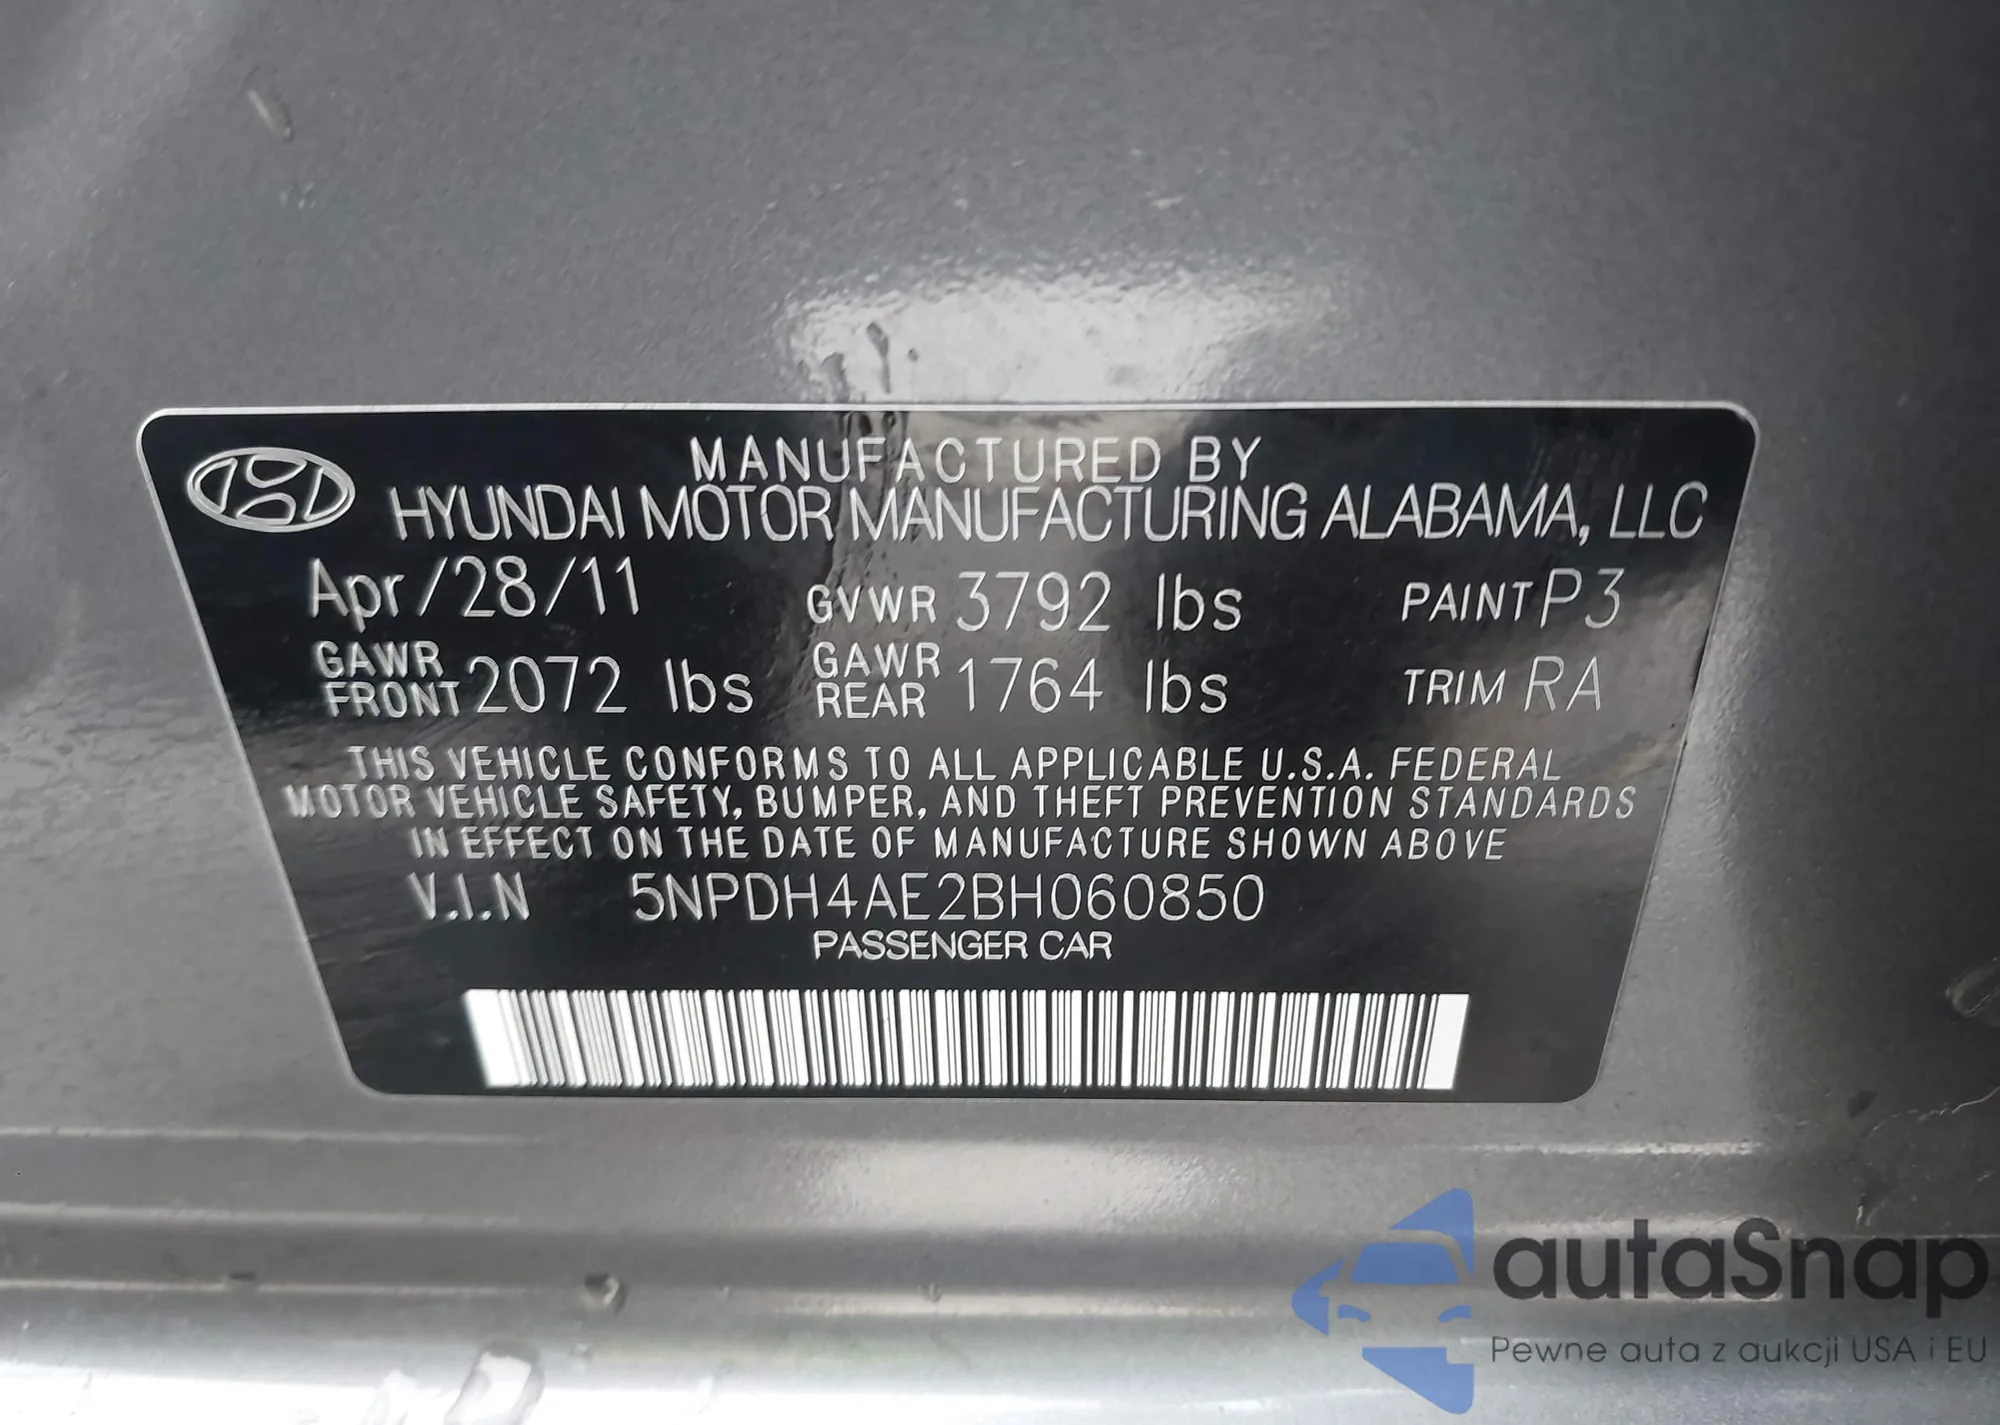 MANUFACTURED BY
HYUNDAI MOTOR MANUFACTURING ALABAMA, LLC
Apr/28/11 GVWR 3792 lbs PAINT P3
GAWR FRONT 2072 lbs GAWR REAR 1764 lbs TRIM RA
THIS VEHICLE CONFORMS TO ALL APPLICABLE U.S.A. FEDERAL
MOTOR VEHICLE SAFETY, BUMPER, AND THEFT PREVENTION STANDARDS
IN EFFECT ON THE DATE OF MANUFACTURE SHOWN ABOVE
V.I.N 5NPDH4AE2BH060850
PASSENGER CAR
autaSnap
Pewne auta z aukcji USA i EU